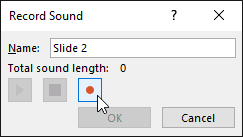 Record Sound ? ×
Name: Slide 2
Total sound length: 0
OK Cancel